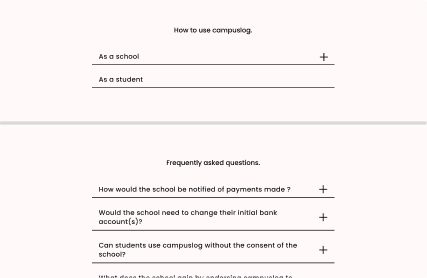 How to use campuslog.
As a school
As a student
Frequently asked questions.
How would the school be notified of payments made ?
Would the school need to change their initial bank
account(s)?
Can students use campuslog without the consent of the
school?
What does the school gain by endorsing campuslog to